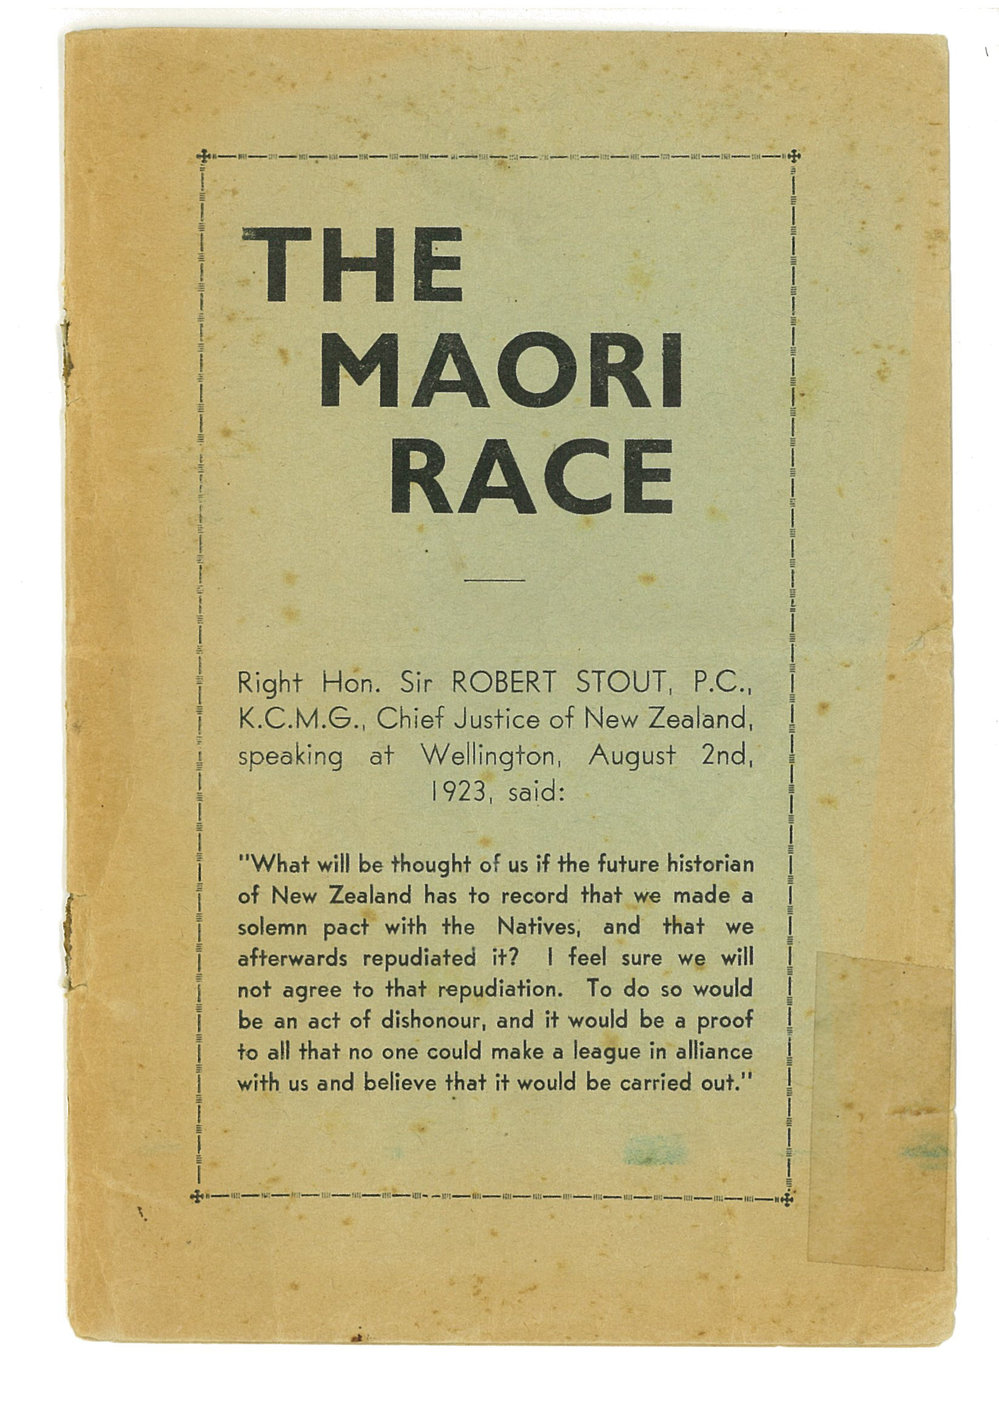 THE
MAORI
RACE
Right Hon. Sir ROBERT STOUT, P.C.,
K.C.M.G., Chief Justice of New Zealand,
speaking at Wellington, August 2nd,
1923, said:
"What will be thought of us if the future historian
of New Zealand has to record that we made a
solemn pact with the Natives, and that we
afterwards repudiated it? I feel sure we will
not agree to that repudiation. To do so would
be an act of dishonour, and it would be a proof
to all that no one could make a league in alliance
with us and believe that it would be carried out."